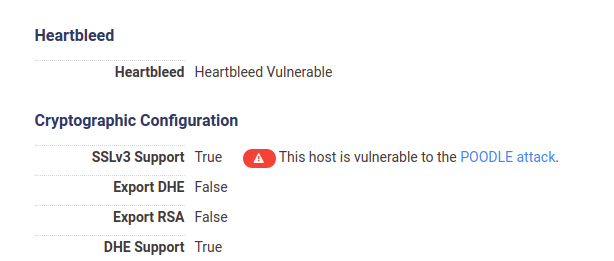 Heartbleed
Heartbleed Heartbleed Vulnerable
Cryptographic Configuration
SSLv3 Support True This host is vulnerable to the POODLE attack.
Export DHE False
Export RSA False
DHE Support True